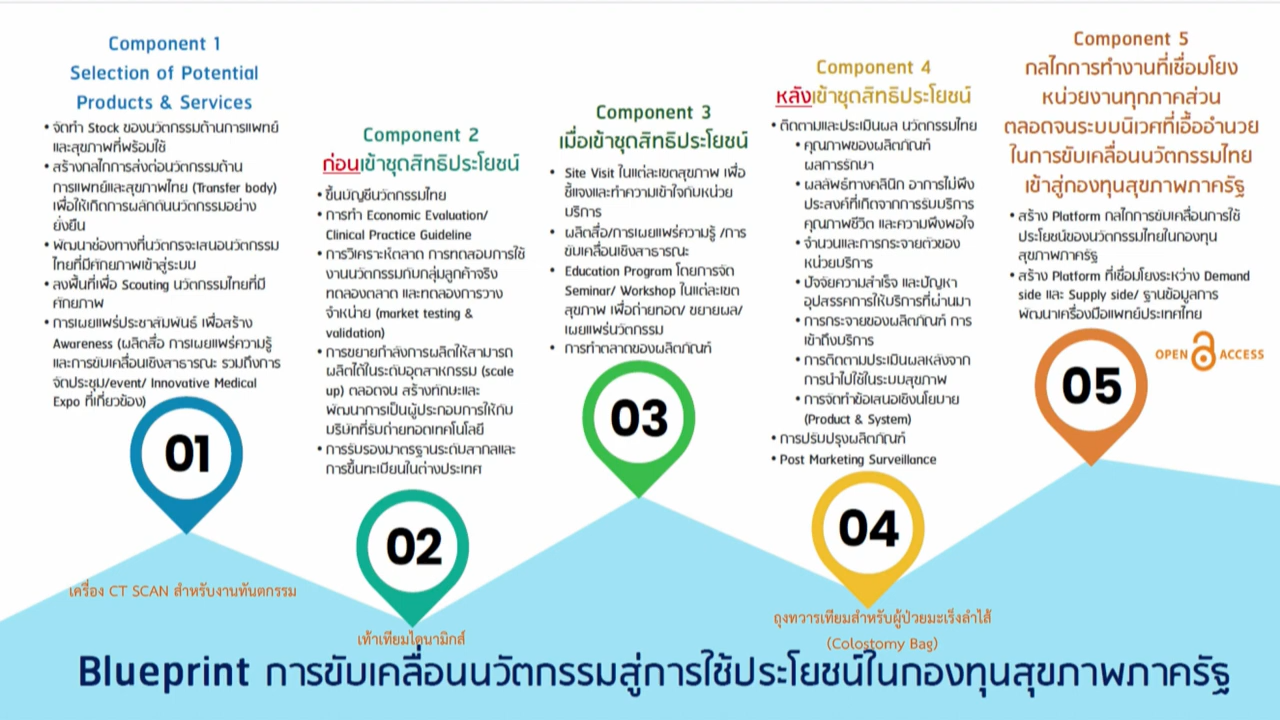 Component 1
Selection of Potential
Products & Services
• จัดทำ Stock ของนวัตกรรมด้านการแพทย์
และสุขภาพที่พร้อมใช้
• สร้างกลไกการส่งต่อนวัตกรรมด้าน
การแพทย์และสุขภาพไทย (Transfer body)
เพื่อให้เกิดการผลักดันนวัตกรรมอย่าง
ยั่งยืน
• พัฒนาช่องทางที่นวัตกรจะเสนอนวัตกรรม
ไทยที่มีศักยภาพเข้าสู่ระบบ
• ลงพื้นที่เพื่อ Scouting นวัตกรรมไทยที่มี
ศักยภาพ
• การเผยแพร่ประชาสัมพันธ์ เพื่อสร้าง
Awareness (ผลิตสื่อ การเผยแพร่ความรู้
และการขับเคลื่อนเชิงสาธารณะ รวมถึงการ
จัดประชุม/event/ Innovative Medical
Expo ที่เกี่ยวข้อง)
01
เครื่อง CT SCAN สำหรับงานทันตกรรม
Component 2
ก่อนเข้าชุดสิทธิประโยชน์
• ขึ้นบัญชีนวัตกรรมไทย
• การทำ Economic Evaluation/
Clinical Practice Guideline
• การวิเคราะห์ตลาด การทดสอบการใช้
งานนวัตกรรมกับกลุ่มลูกค้าจริง
ทดลองตลาด และทดลองการวาง
จำหน่าย (market testing &
validation)
• การขยายกำลังการผลิตให้สามารถ
ผลิตได้ในระดับอุตสาหกรรม (scale
up) ตลอดจน สร้างทักษะและ
พัฒนาการเป็นผู้ประกอบการให้กับ
บริษัทที่รับถ่ายทอดเทคโนโลยี
• การรับรองมาตรฐานระดับสากลและ
การขึ้นทะเบียนในต่างประเทศ
02
เท้าเทียมไดนามิกส์
Component 3
เมื่อเข้าชุดสิทธิประโยชน์
• Site Visit ในแต่ละเขตสุขภาพ เพื่อ
ชี้แจงและทำความเข้าใจกับหน่วย
บริการ
• ผลิตสื่อ/การเผยแพร่ความรู้ /การ
ขับเคลื่อนเชิงสาธารณะ
• Education Program โดยการจัด
Seminar/ Workshop ในแต่ละเขต
สุขภาพ เพื่อถ่ายทอด/ ขยายผล/
เผยแพร่นวัตกรรม
• การทำตลาดของผลิตภัณฑ์
03
Component 4
หลังเข้าชุดสิทธิประโยชน์
• ติดตามและประเมินผล นวัตกรรมไทย
• คุณภาพของผลิตภัณฑ์
ผลการรักษา
• ผลลัพธ์ทางคลินิก อาการไม่พึง
ประสงค์ที่เกิดจากการรับบริการ
คุณภาพชีวิต และความพึงพอใจ
• จำนวนและการกระจายตัวของ
หน่วยบริการ
• ปัจจัยความสำเร็จ และปัญหา
อุปสรรคการให้บริการที่ผ่านมา
• การกระจายของผลิตภัณฑ์ การ
เข้าถึงบริการ
• การติดตามประเมินผลหลังจาก
การนำไปใช้ในระบบสุขภาพ
• การจัดทำข้อเสนอเชิงนโยบาย
(Product & System)
• การปรับปรุงผลิตภัณฑ์
• Post Marketing Surveillance
04
ถุงทวารเทียมสำหรับผู้ป่วยมะเร็งลำไส้
(Colostomy Bag)
Component 5
กลไกการทำงานที่เชื่อมโยง
หน่วยงานทุกภาคส่วน
ตลอดจนระบบนิเวศที่เอื้ออำนวย
ในการขับเคลื่อนนวัตกรรมไทย
เข้าสู่กองทุนสุขภาพภาครัฐ
• สร้าง Platform กลไกการขับเคลื่อนการใช้
ประโยชน์ของนวัตกรรมไทยในกองทุน
สุขภาพภาครัฐ
• สร้าง Platform ที่เชื่อมโยงระหว่าง Demand
side และ Supply side/ ฐานข้อมูลการ
พัฒนาเครื่องมือแพทย์ประเทศไทย
OPEN ACCESS
05
Blueprint การขับเคลื่อนนวัตกรรมสู่การใช้ประโยชน์ในกองทุนสุขภาพภาครัฐ